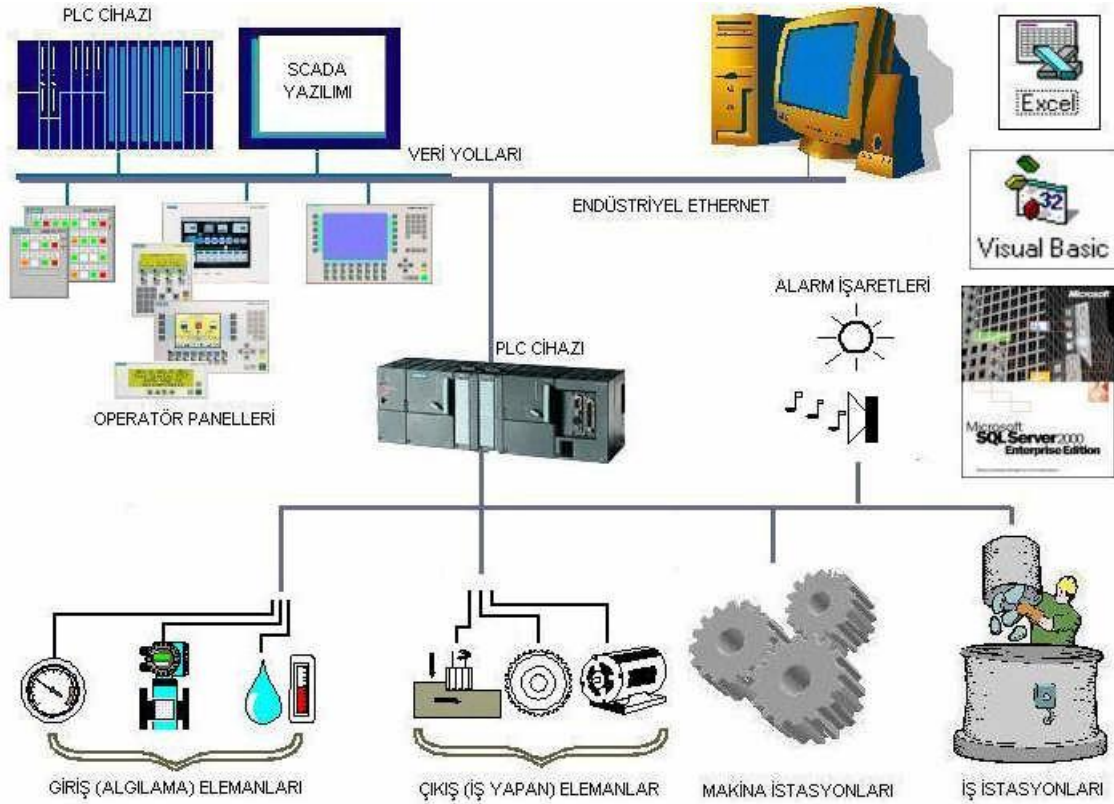 PLC CİHAZI
SCADA
YAZILIMI
Excel
VERİ YOLLARI
ENDÜSTRİYEL ETHERNET
32
Visual Basic
ALARM İŞARETLERİ
Microsoft
PLC CİHAZI
OPERATÖR PANELLERİ
Microsoft
SQL Server 2000
Enterprise Edition
GİRİŞ (ALGILAMA) ELEMANLARI
ÇIKIŞ (İŞ YAPAN) ELEMANLAR
MAKİNA İSTASYONLARI
İŞ İSTASYONLARI